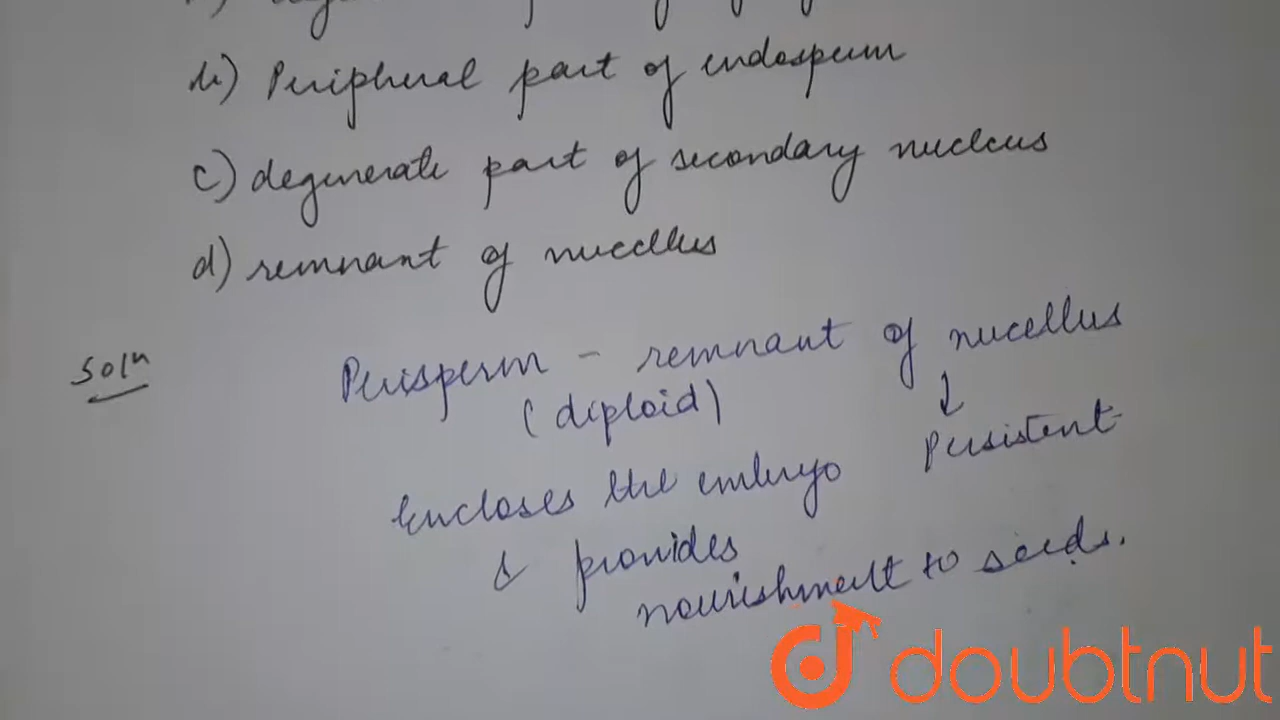 b) Peripheral part of endosperm
c) degenerate part of secondary nucleus
d) remnant of nucellus
Soln
Perisperm - remnant of nucellus
(diploid) ↓
Encloses the embryo Persistent
& provides
nourishment to seeds.
doubtnut